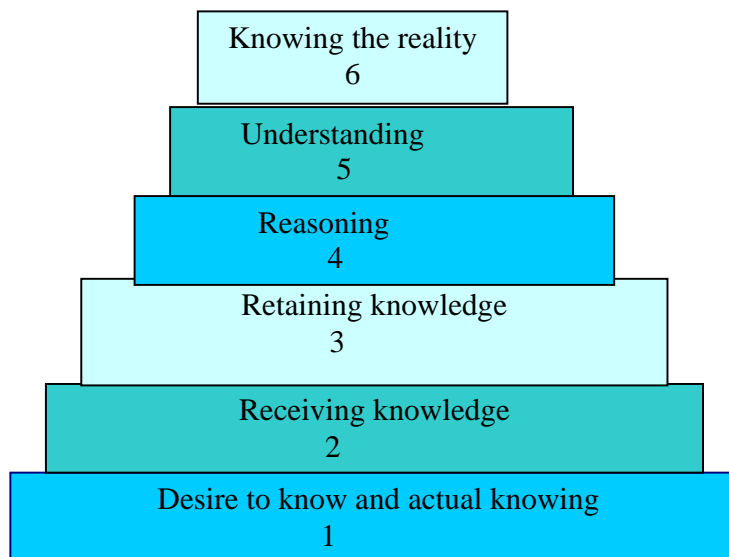 Knowing the reality
6
Understanding
5
Reasoning
4
Retaining knowledge
3
Receiving knowledge
2
Desire to know and actual knowing
1